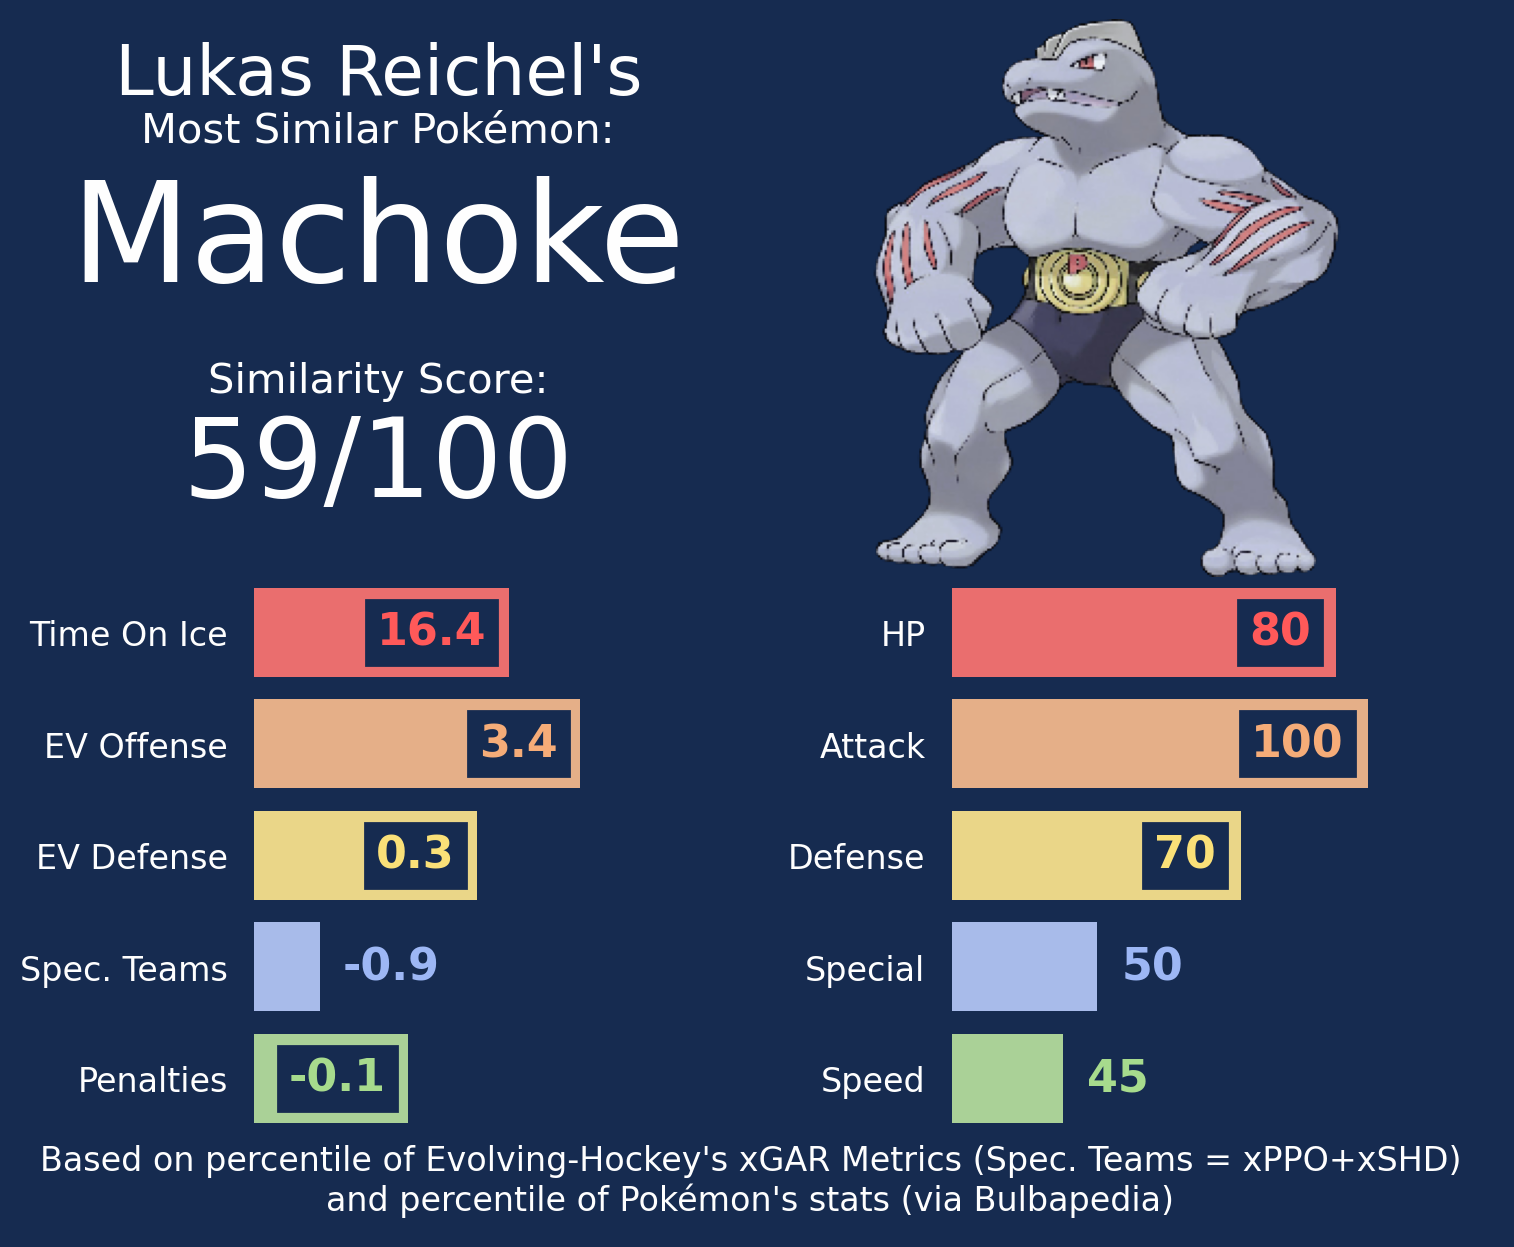 Lukas Reichel's
Most Similar Pokémon:
Machoke
Similarity Score:
59/100
P
Time On Ice 16.4
EV Offense 3.4
EV Defense 0.3
Spec. Teams -0.9
Penalties -0.1
HP 80
Attack 100
Defense 70
Special 50
Speed 45
Based on percentile of Evolving-Hockey's xGAR Metrics (Spec. Teams = xPPO+xSHD)
and percentile of Pokémon's stats (via Bulbapedia)